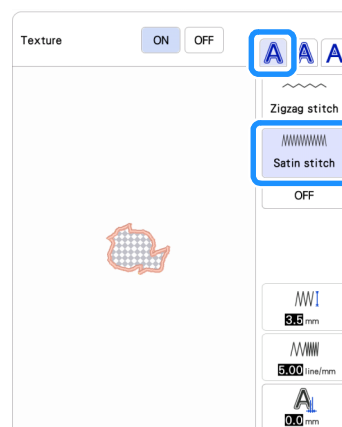 Texture ON OFF
A A A
Zigzag stitch
Satin stitch
OFF
3.5 mm
5.00 line/mm
A
0.0 mm